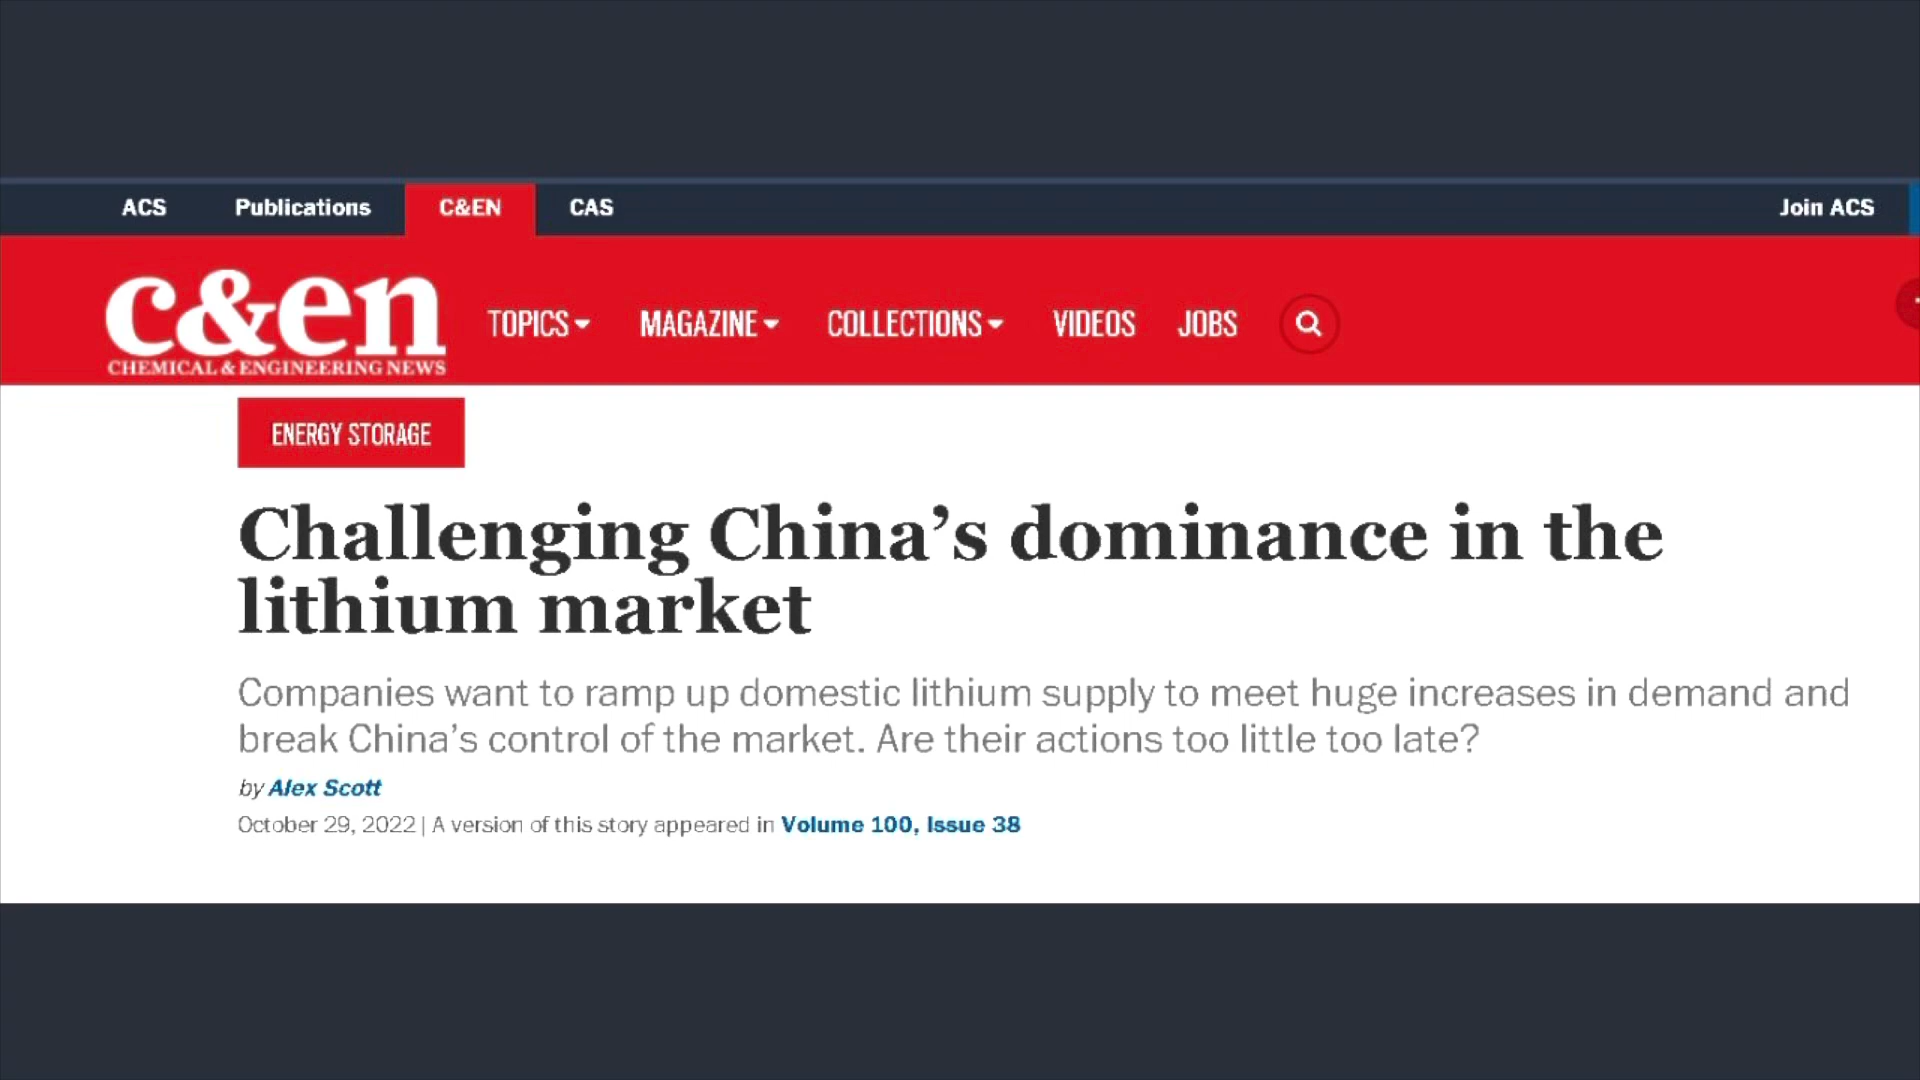 ACS Publications C&EN CAS Join ACS
c&en
CHEMICAL & ENGINEERING NEWS
TOPICS MAGAZINE COLLECTIONS VIDEOS JOBS
ENERGY STORAGE
Challenging China’s dominance in the
lithium market
Companies want to ramp up domestic lithium supply to meet huge increases in demand and
break China’s control of the market. Are their actions too little too late?
by Alex Scott
October 29, 2022 | A version of this story appeared in Volume 100, Issue 38